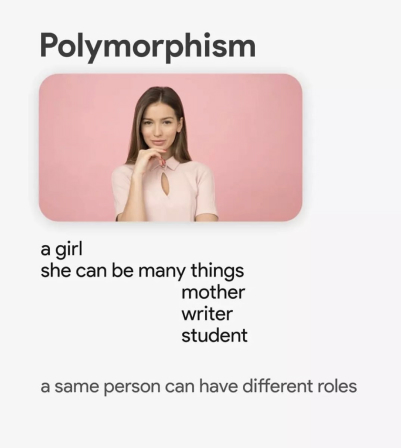 Polymorphism
a girl
she can be many things
mother
writer
student
a same person can have different roles